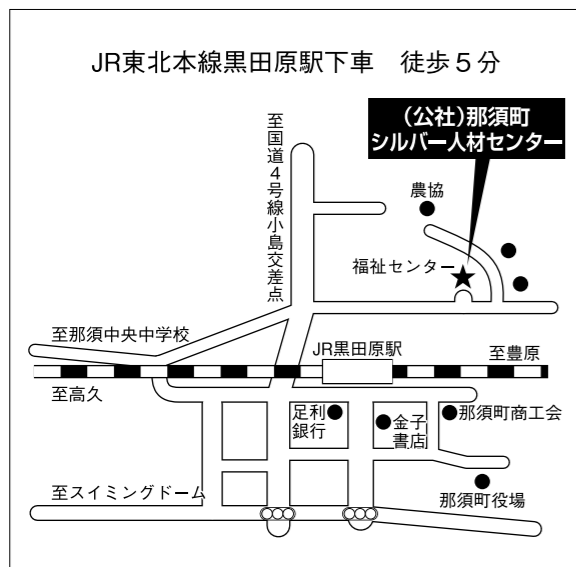 JR東北本線黒田原駅下車　徒歩５分
（公社）那須町
シルバー人材センター
至国道４号線小島交差点
農協
福祉センター
至那須中央中学校
JR黒田原駅
至豊原
至高久
足利
銀行
金子
書店
那須町商工会
至スイミングドーム
那須町役場